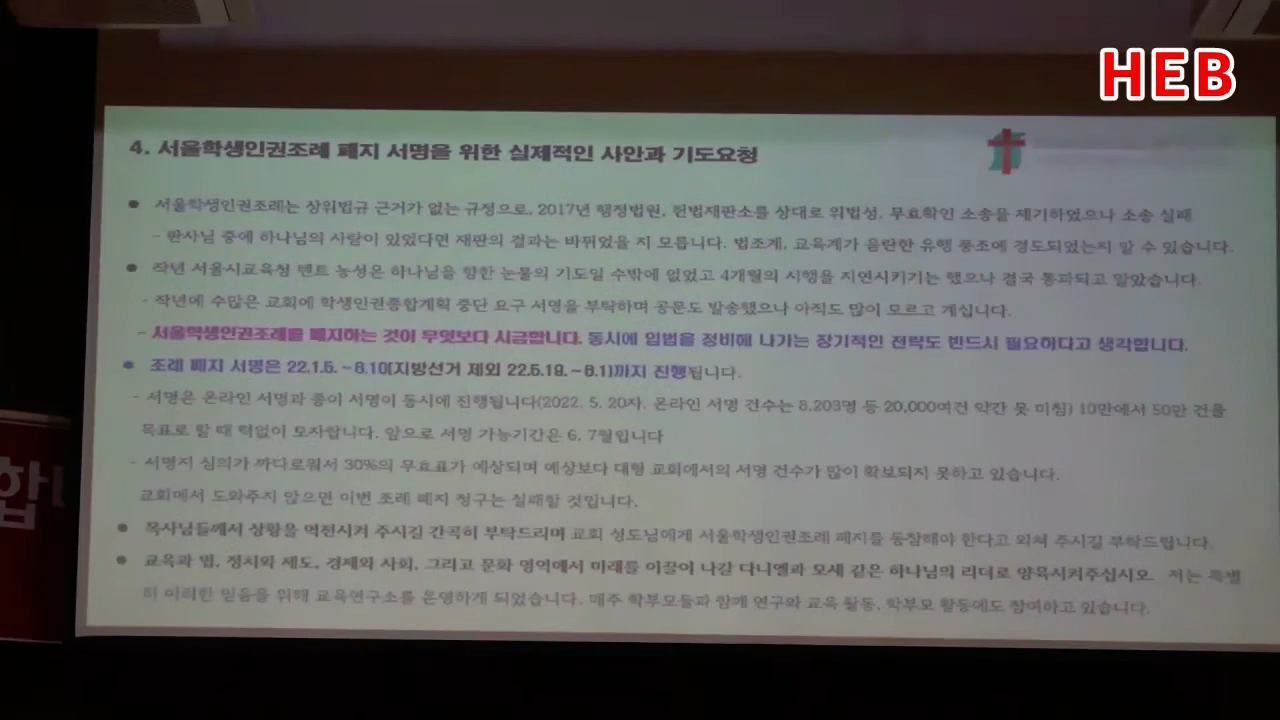 HEB
4. 서울학생인권조례 폐지 서명을 위한 실제적인 사안과 기도요청
● 서울학생인권조례는 상위법규 근거가 없는 규정으로, 2017년 행정법원, 헌법재판소를 상대로 위법성, 무효확인 소송을 제기하였으나 소송 실패
- 판사님 중에 하나님의 사람이 있었다면 재판의 결과는 바뀌었을 지 모릅니다. 법조계, 교육계가 음란한 유행 풍조에 경도되었는지 알 수 있습니다.
● 작년 서울시교육청 텐트 농성은 하나님을 향한 눈물의 기도일 수밖에 없었고 4개월의 시행을 지연시키기는 했으나 결국 통과되고 말았습니다.
- 작년에 수많은 교회에 학생인권종합계획 중단 요구 서명을 부탁하며 공문도 발송했으나 아직도 많이 모르고 계십니다.
- 서울학생인권조례를 폐지하는 것이 무엇보다 시급합니다. 동시에 입법을 정비해 나가는 장기적인 전략도 반드시 필요하다고 생각합니다.
● 조례 폐지 서명은 22.1.5. ~ 8.10(지방선거 제외 22.5.19. ~ 6.1)까지 진행됩니다.
- 서명은 온라인 서명과 종이 서명이 동시에 진행됩니다(2022. 5. 20자. 온라인 서명 건수는 8,203명 등 20,000여건 약간 못 미침) 10만에서 50만 건을
목표로 할 때 턱없이 모자랍니다. 앞으로 서명 가능기간은 6, 7월입니다
- 서명지 심의가 까다로워서 30%의 무효표가 예상되며 예상보다 대형 교회에서의 서명 건수가 많이 확보되지 못하고 있습니다.
교회에서 도와주지 않으면 이번 조례 폐지 청구는 실패할 것입니다.
● 목사님들께서 상황을 역전시켜 주시길 간곡히 부탁드리며 교회 성도님에게 서울학생인권조례 폐지를 동참해야 한다고 외쳐 주시길 부탁드립니다.
● 교육과 법, 정치와 제도, 경제와 사회, 그리고 문화 영역에서 미래를 이끌어 나갈 다니엘과 모세 같은 하나님의 리더로 양육시켜주십시오. 저는 특별
히 이러한 믿음을 위해 교육연구소를 운영하게 되었습니다. 매주 학부모들과 함께 연구와 교육 활동, 학부모 활동에도 참여하고 있습니다.